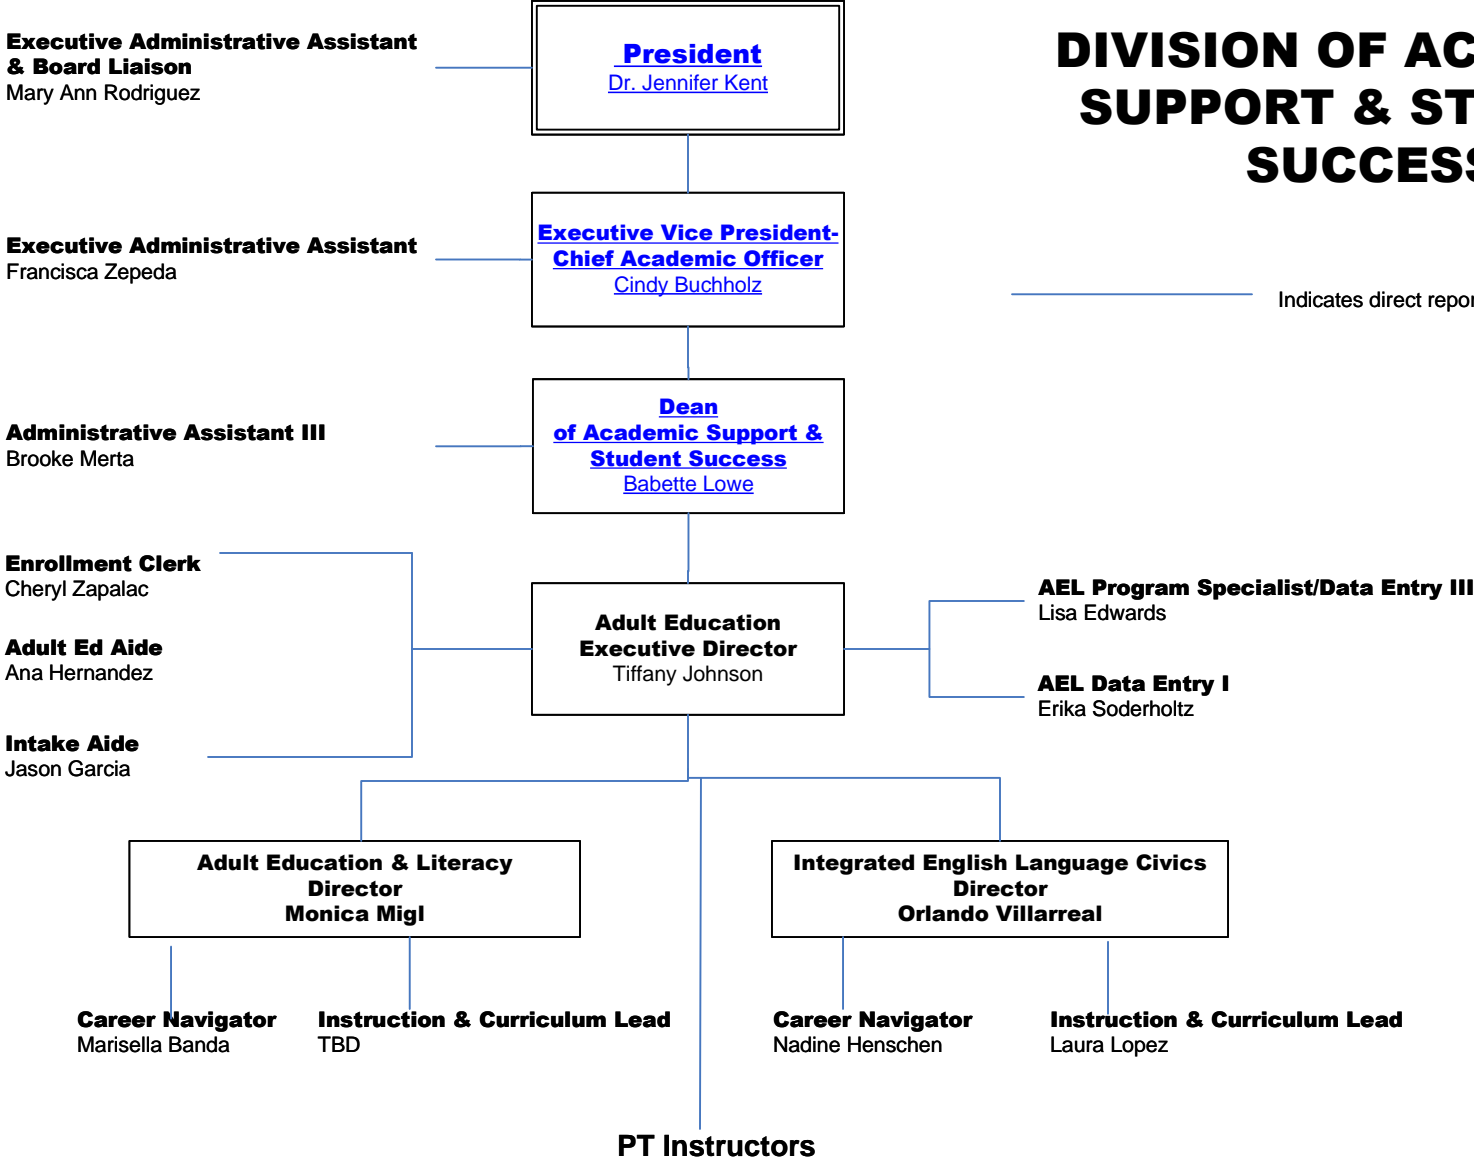 Executive Administrative Assistant
& Board Liaison
Mary Ann Rodriguez
President
Dr. Jennifer Kent
DIVISION OF
SUPPORT &
Executive Administrative Assistant
Francisca Zepeda
Executive Vice President-
Chief Academic Officer
Cindy Buchholz
Indicates direct
Administrative Assistant III
Brooke Merta
Dean
of Academic Support &
Student Success
Babette Lowe
Enrollment Clerk
Cheryl Zapalac
Adult Ed Aide
Ana Hernandez
Intake Aide
Jason Garcia
Adult Education
Executive Director
Tiffany Johnson
AEL Program Specialist/Data Entry III
Lisa Edwards
AEL Data Entry I
Erika Soderholtz
Adult Education & Literacy
Director
Monica Migl
Integrated English Language Civics
Director
Orlando Villarreal
Career Navigator
Marisella Banda
Instruction & Curriculum Lead
TBD
Career Navigator
Nadine Henschen
Instruction & Curriculum Lead
Laura Lopez
PT Instructors